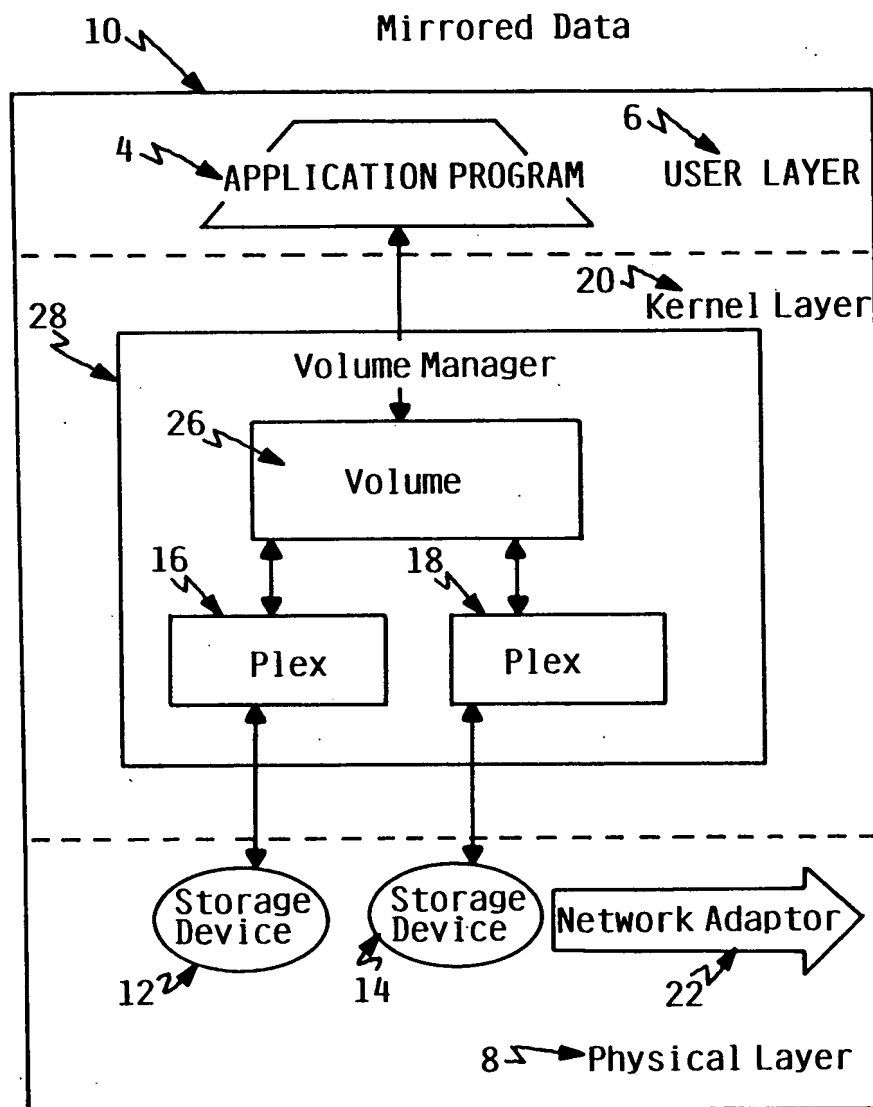 Mirrored Data
10
4
APPLICATION PROGRAM
6
USER LAYER
20
Kernel Layer
28
Volume Manager
26
Volume
16
18
Plex
Plex
Storage
Device
Storage
Device
Network Adaptor
12
14
22
8
Physical Layer